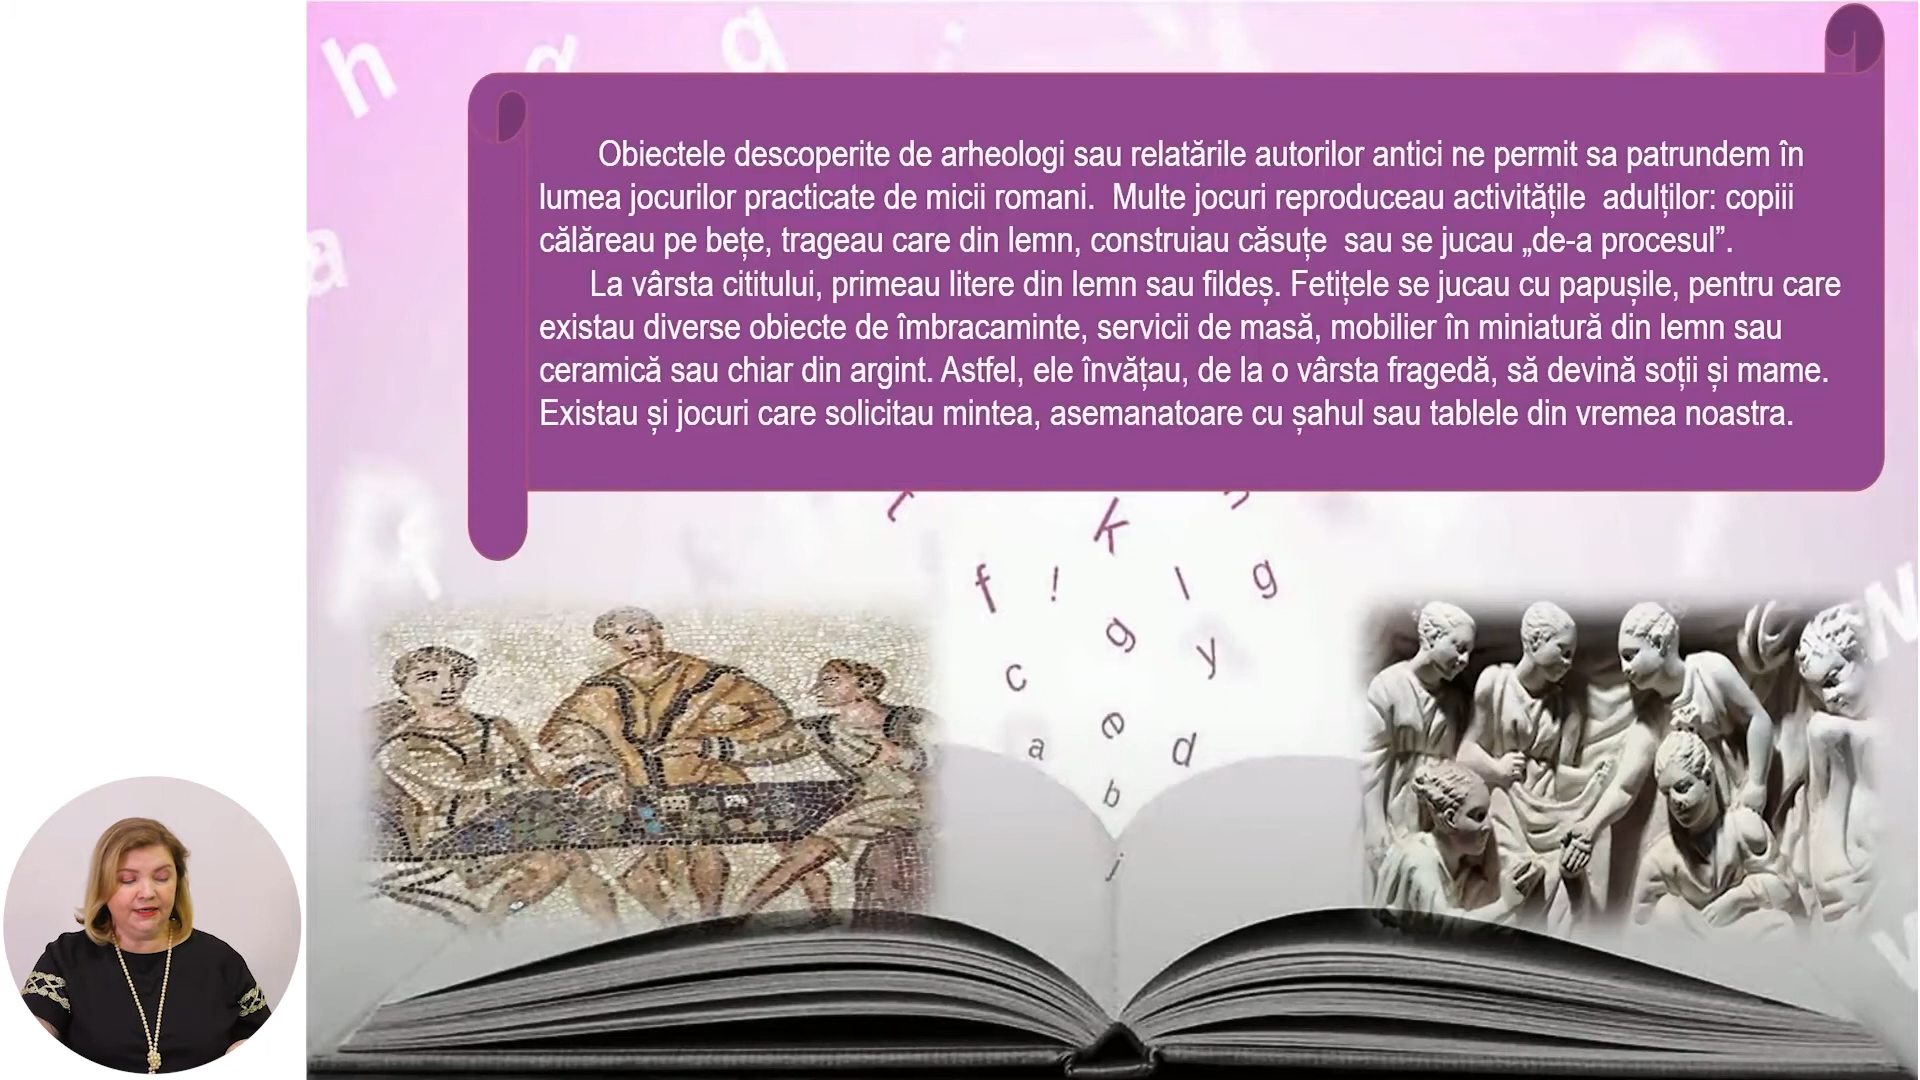 Obiectele descoperite de arheologi sau relatările autorilor antici ne permit sa patrundem în
lumea jocurilor practicate de micii romani. Multe jocuri reproduceau activitățile adulților: copiii
călăreau pe bețe, trageau care din lemn, construiau căsuțe sau se jucau „de-a procesul”.
La vârsta cititului, primeau litere din lemn sau fildeș. Fetițele se jucau cu papușile, pentru care
existau diverse obiecte de îmbracaminte, servicii de masă, mobilier în miniatură din lemn sau
ceramică sau chiar din argint. Astfel, ele învățau, de la o vârsta fragedă, să devină soții și mame.
Existau și jocuri care solicitau mintea, asemanatoare cu șahul sau tablele din vremea noastra.
h a g
a
k
f ! l g
g
c y
e
a d
b
j
N